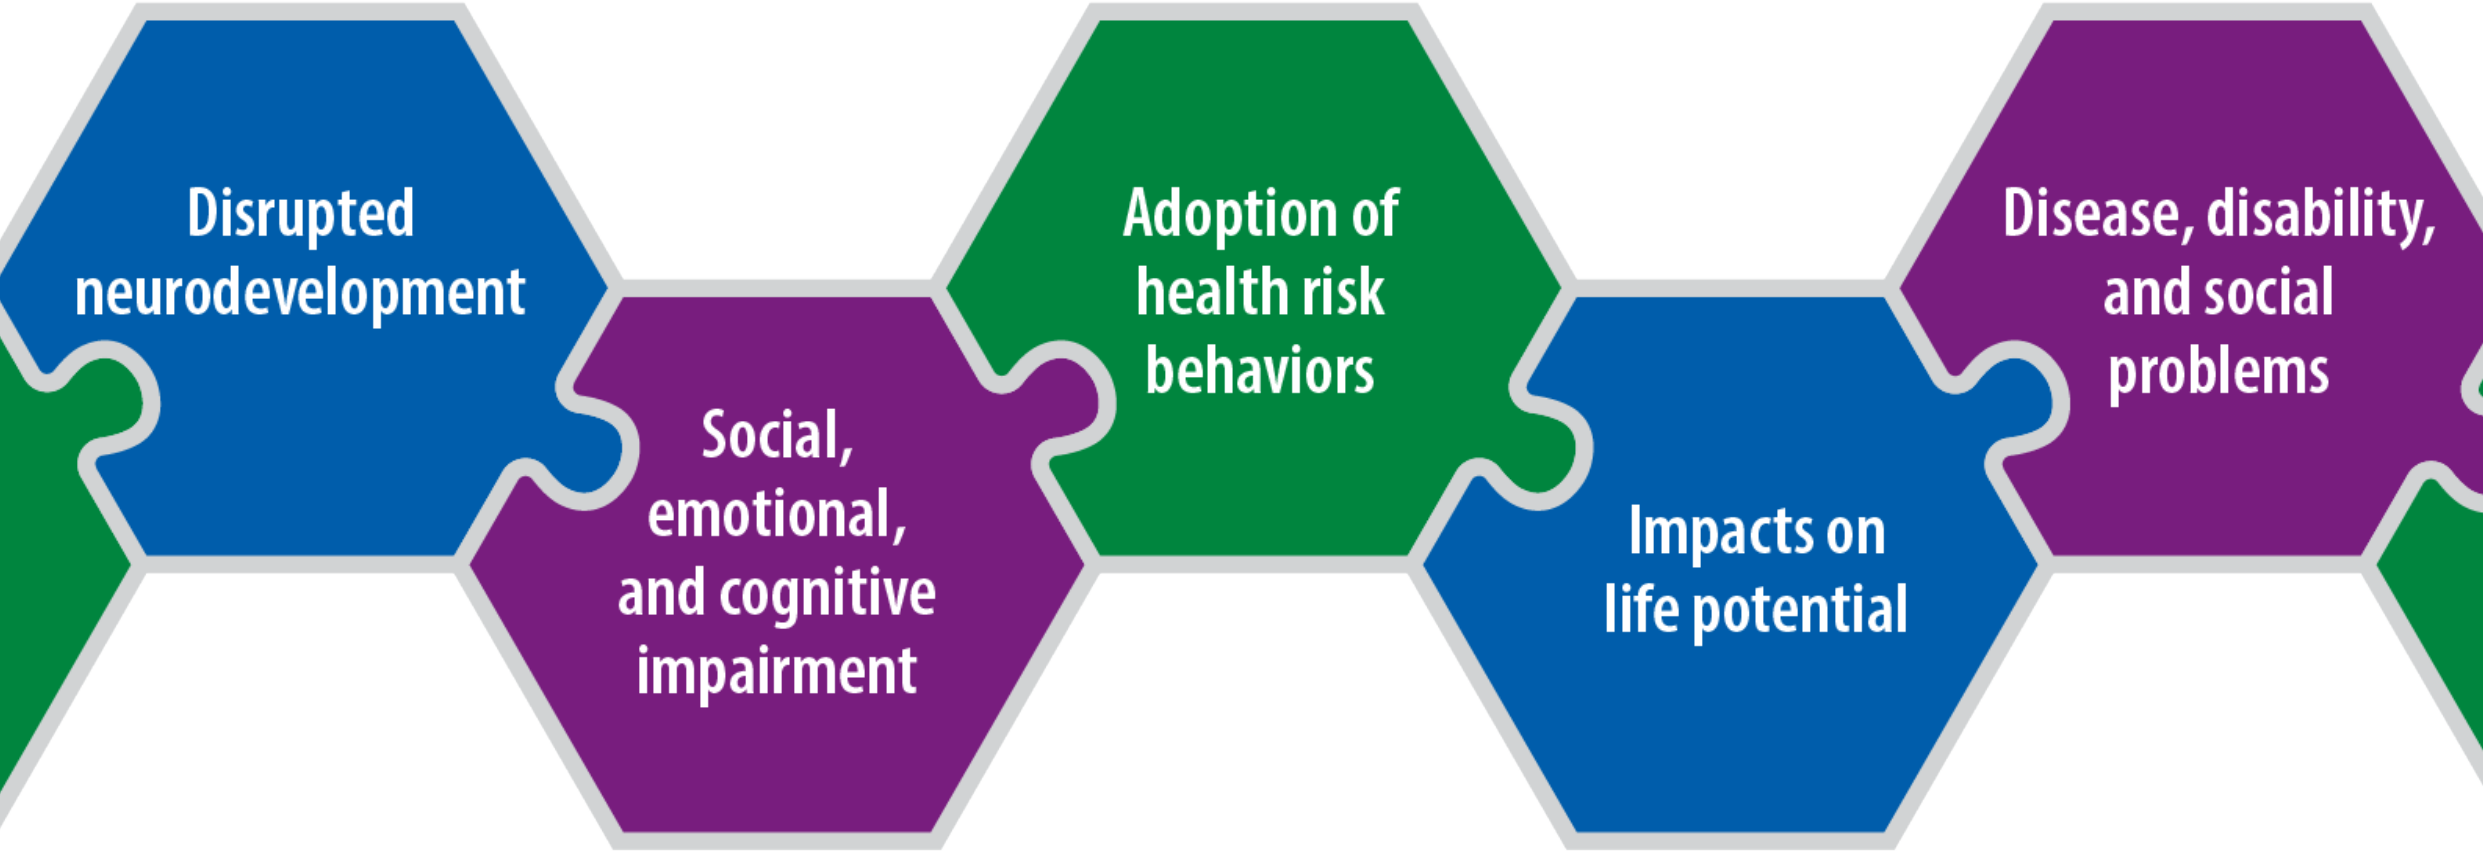 Disrupted
neurodevelopment
Social,
emotional,
and cognitive
impairment
Adoption of
health risk
behaviors
Impacts on
life potential
Disease, disability,
and social
problems